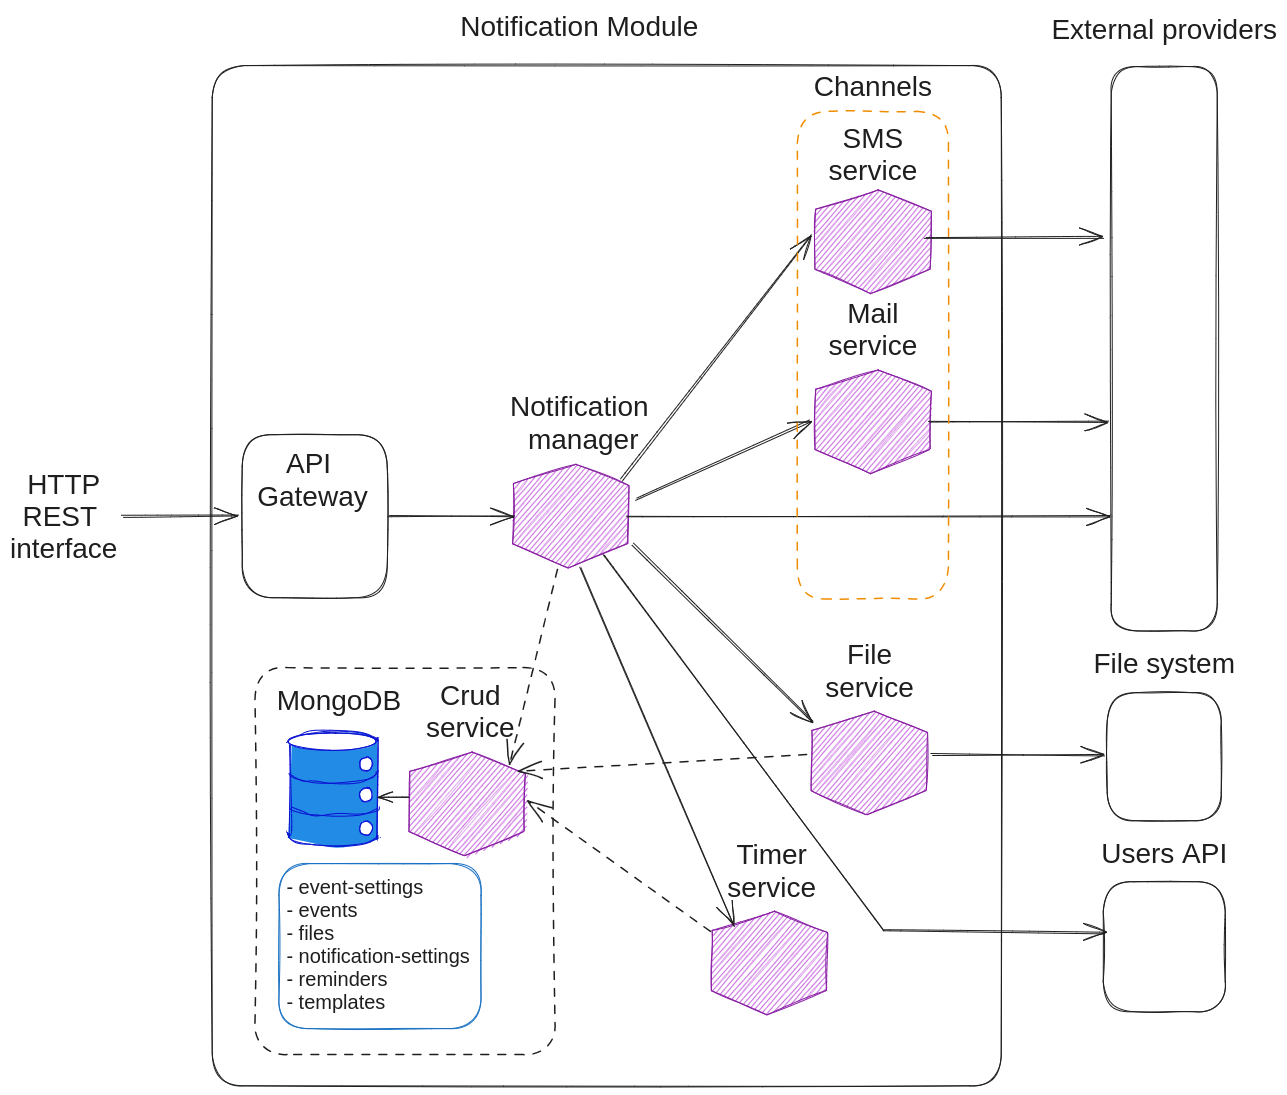 Notification Module
External providers
Channels
SMS
service
Mail
service
Notification
manager
API
Gateway
HTTP
REST
interface
File
service
File system
MongoDB
Crud
service
Timer
service
Users API
- event-settings
- events
- files
- notification-settings
- reminders
- templates